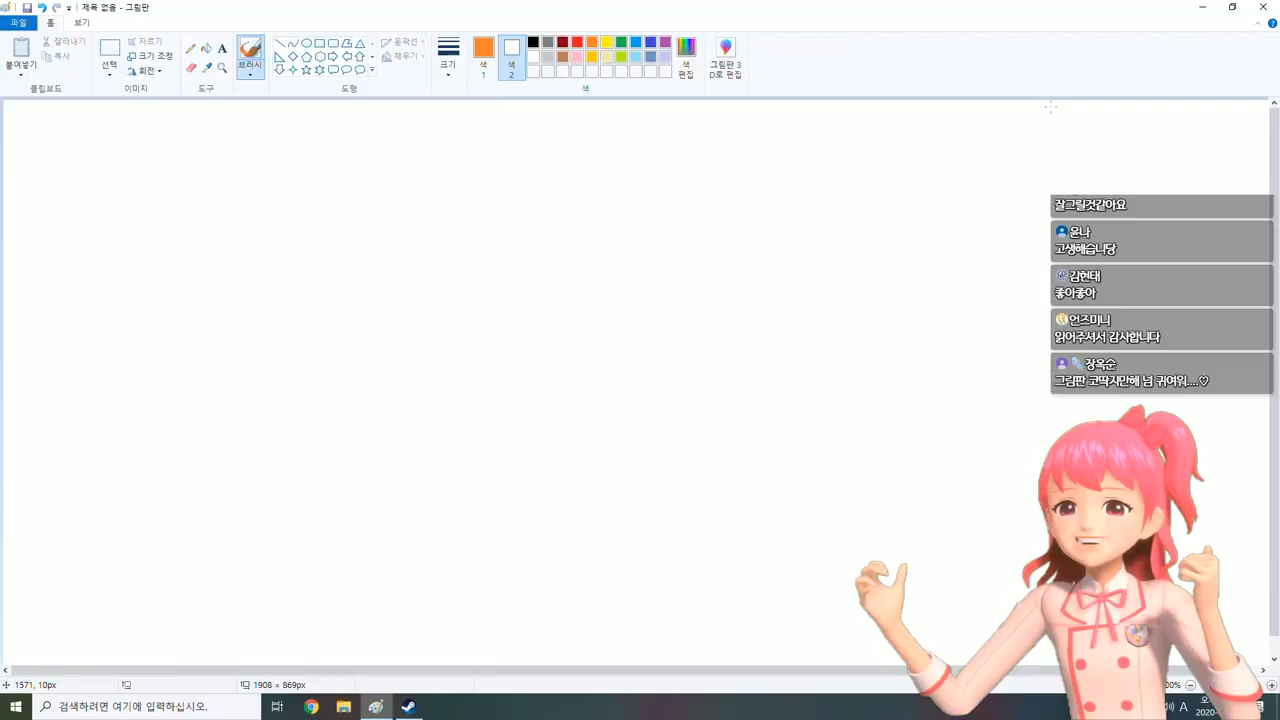 제목 없음 - 그림판
파일 홈 보기
붙여넣기
잘라내기
복사
클립보드
선택
자르기
크기 조정
회전
이미지
A
도구
브러시
윤곽선
채우기
도형
크기
색
1
색
2
색
편집
색
그림판 3
D로 편집
잘그릴것같아요
윤나
고생해습니당
김현태
좋아좋아
언즈미니
읽어주셔서 감사합니다
장옥순
그림판 코딱지만해 넘 귀여워....♡
1571, 10px
1908 × 869px
00%
검색하려면 여기에 입력하십시오.
A
오
2020-